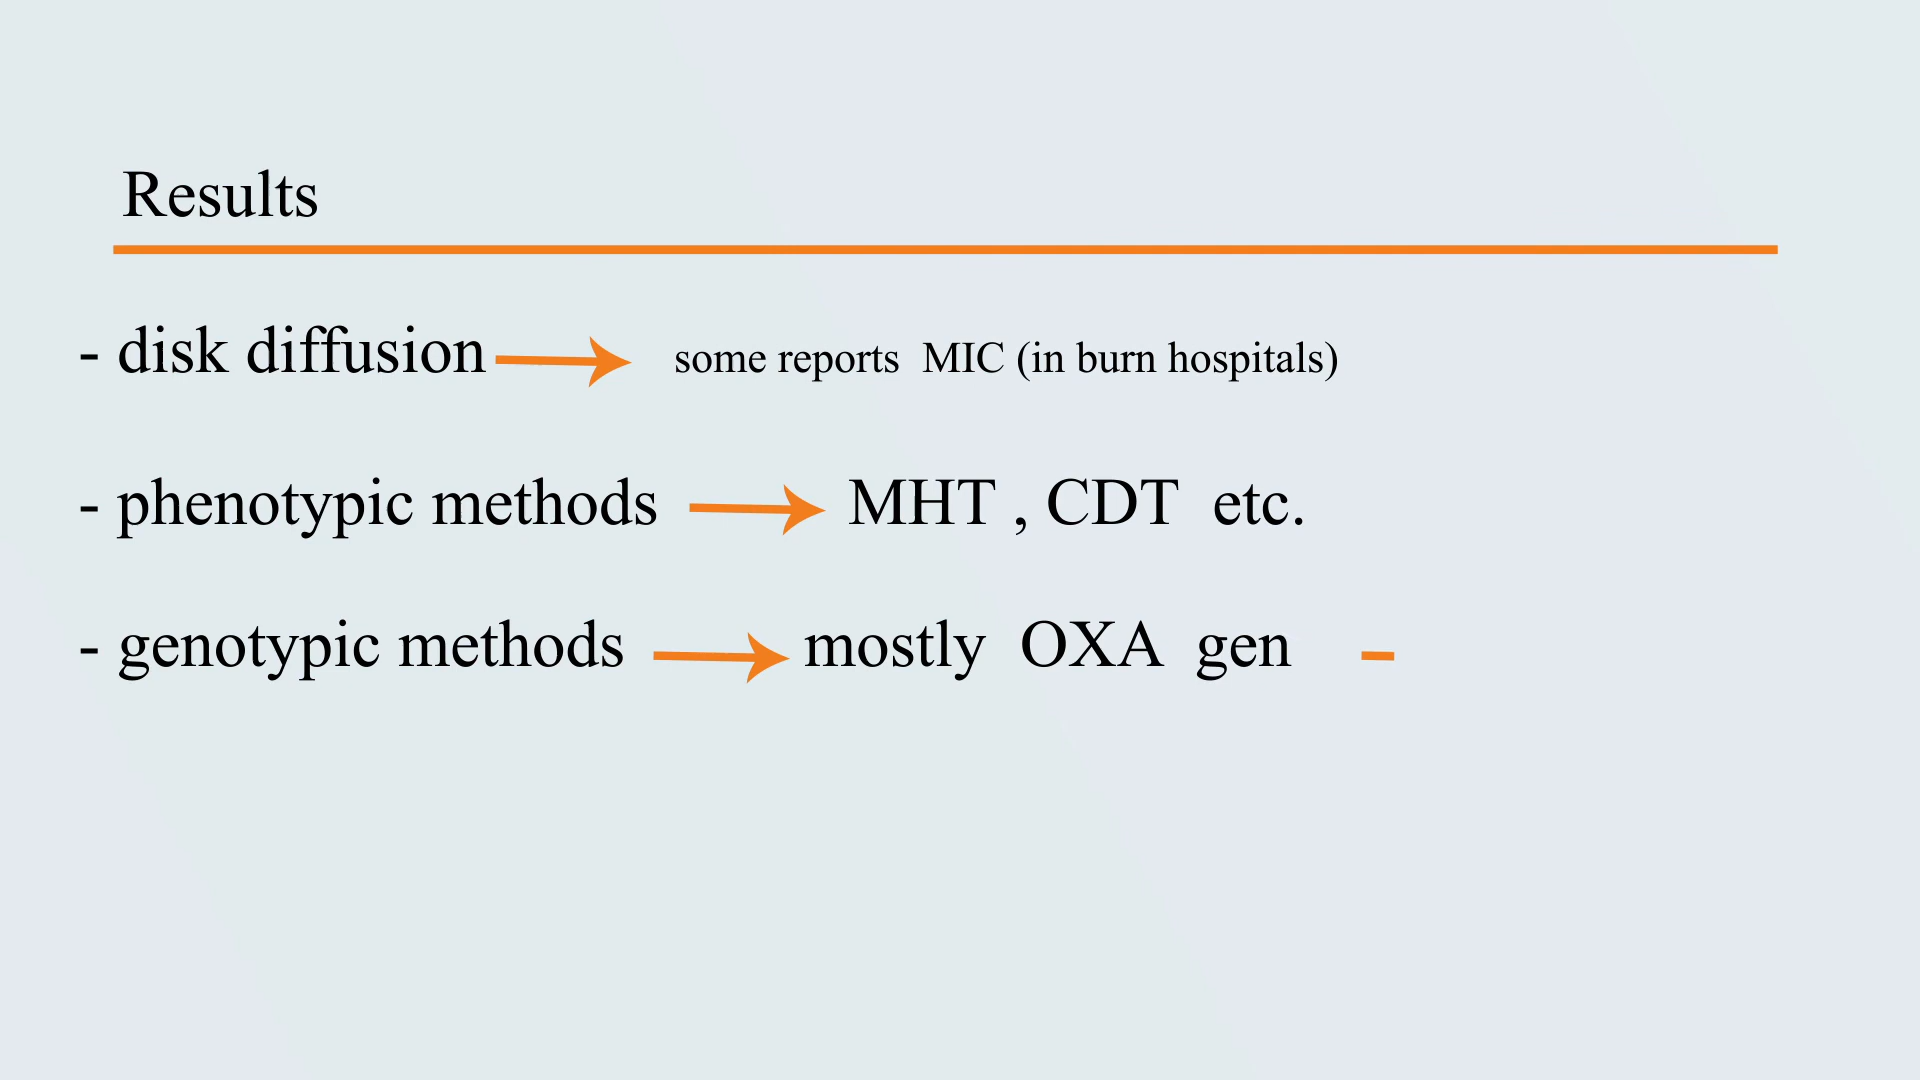 Results
- disk diffusion some reports MIC (in burn hospitals)
- phenotypic methods MHT , CDT etc.
- genotypic methods mostly OXA gen